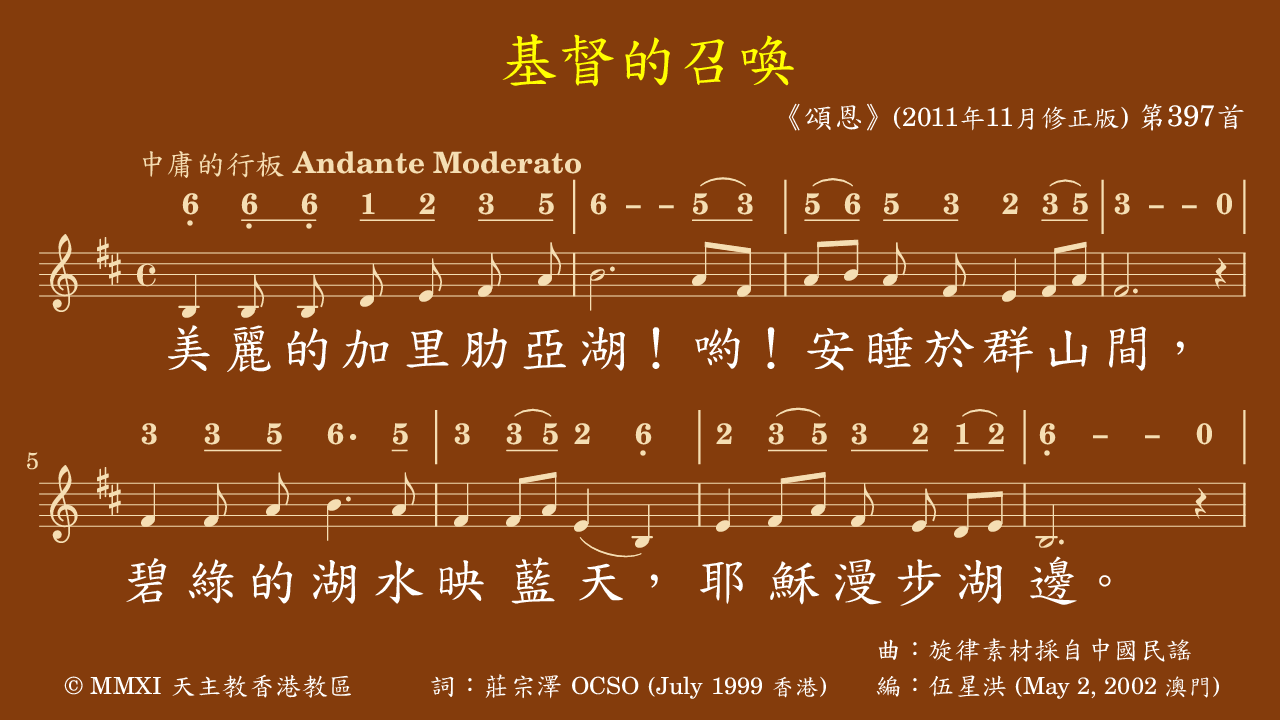 基督的召喚
《頌恩》(2011年11月修正版) 第397首
中庸的行板 Andante Moderato
6 6 6 1 2 3 5 | 6 – – 5 3 | 5 6 5 3 2 3 5 | 3 – – 0 |
美麗的加里肋亞湖！喲！安睡於群山間，
3 3 5 6· 5 | 3 3 5 2 6 | 2 3 5 3 2 1 2 | 6 – – 0 |
5
碧綠的湖水映藍天，耶穌漫步湖邊。
曲：旋律素材採自中國民謠
© MMXI 天主教香港教區 詞：莊宗澤 OCSO (July 1999 香港) 編：伍星洪 (May 2, 2002 澳門)